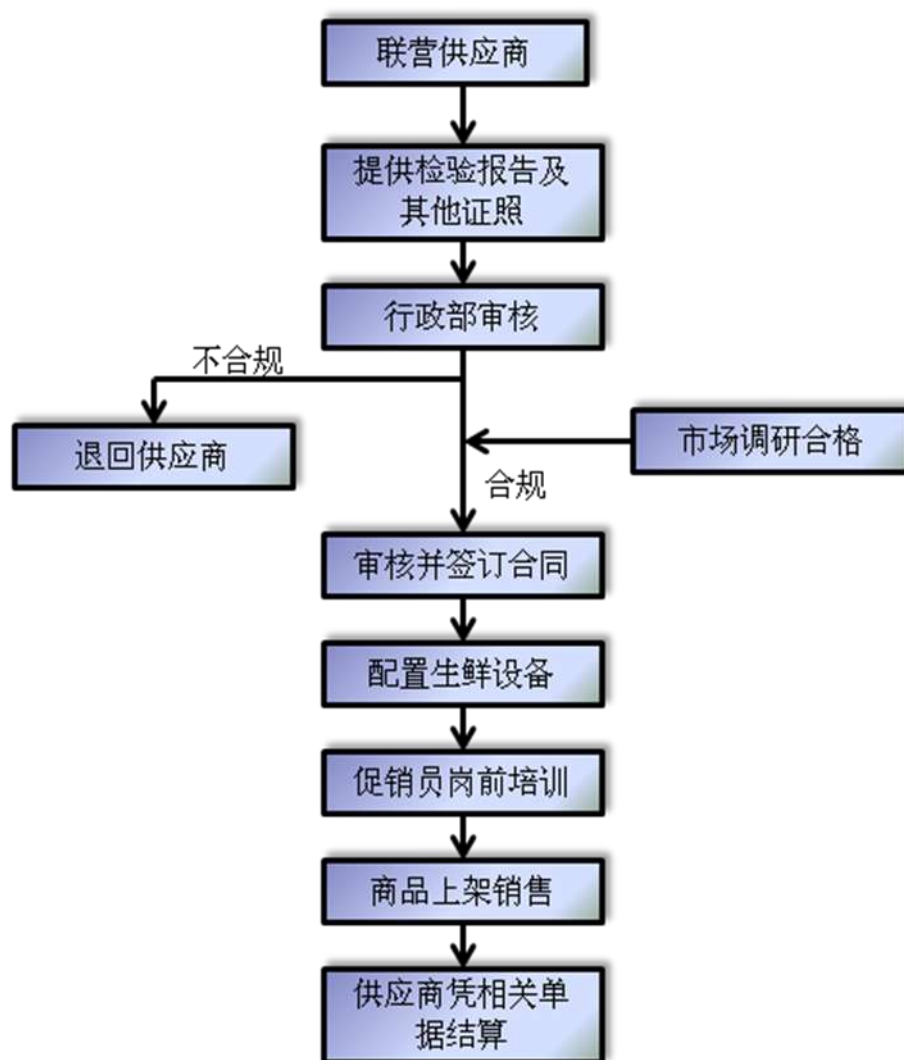 联营供应商
提供检验报告及
其他证照
行政部审核
不合规
退回供应商
市场调研合格
合规
审核并签订合同
配置生鲜设备
促销员岗前培训
商品上架销售
供应商凭相关单
据结算